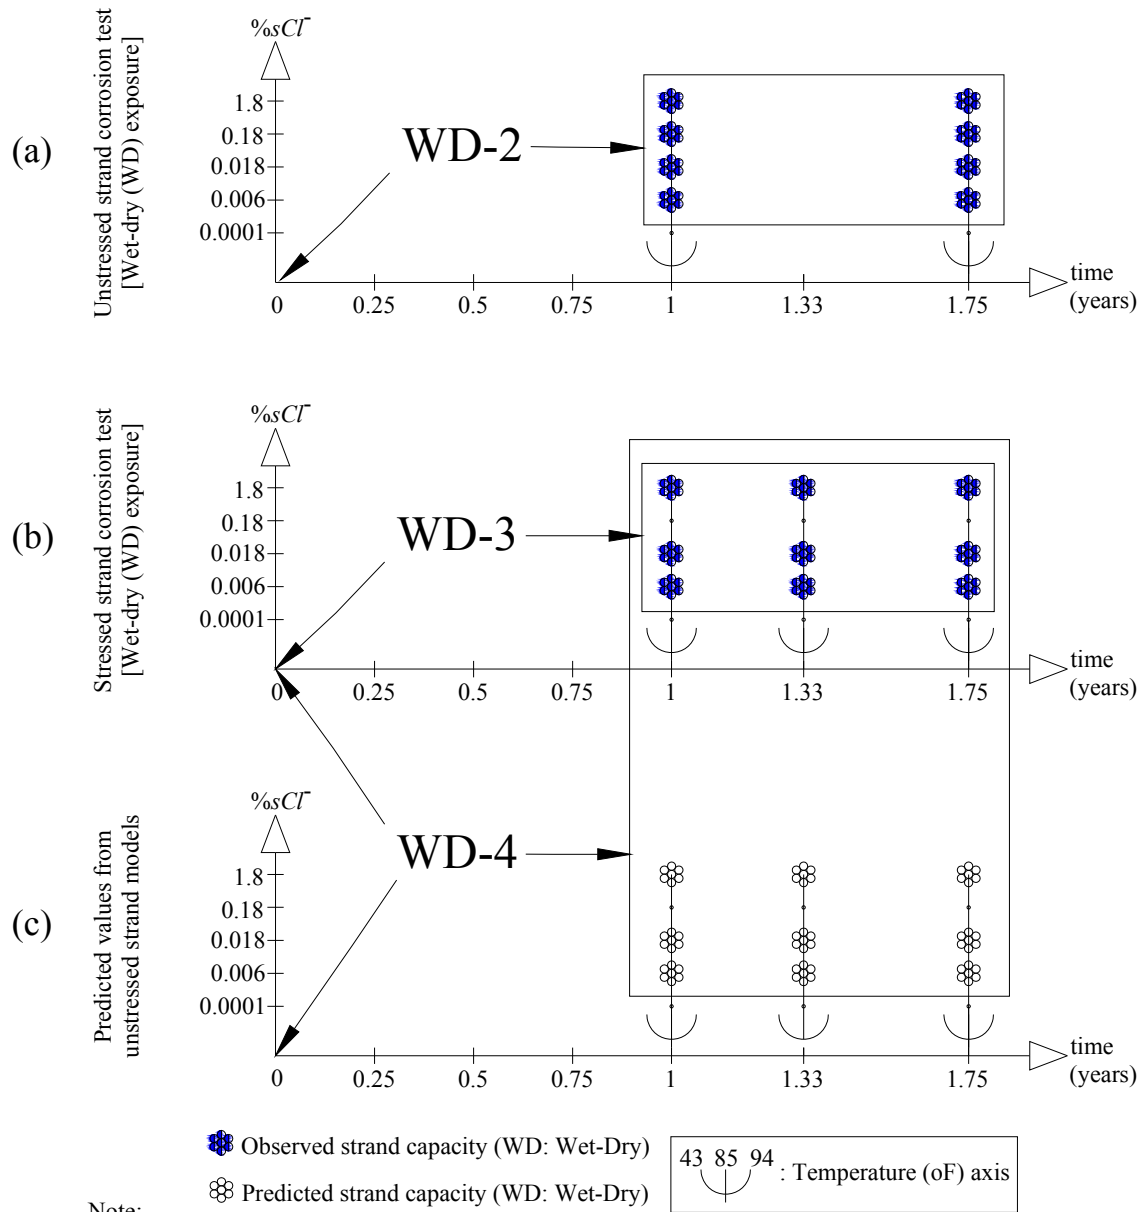 %sCl⁻
Unstressed strand corrosion test
[Wet-dry (WD) exposure]
(a)
1.8
0.18
0.018
0.006
0.0001
WD-2
0 0.25 0.5 0.75 1 1.33 1.75
time
(years)
%sCl⁻
Stressed strand corrosion test
[Wet-dry (WD) exposure]
(b)
1.8
0.18
0.018
0.006
0.0001
WD-3
0 0.25 0.5 0.75 1 1.33 1.75
time
(years)
%sCl⁻
Predicted values from
unstressed strand models
(c)
1.8
0.18
0.018
0.006
0.0001
WD-4
0 0.25 0.5 0.75 1 1.33 1.75
time
(years)
Observed strand capacity (WD: Wet-Dry)
Predicted strand capacity (WD: Wet-Dry)
43 85 94 : Temperature (oF) axis
Note: